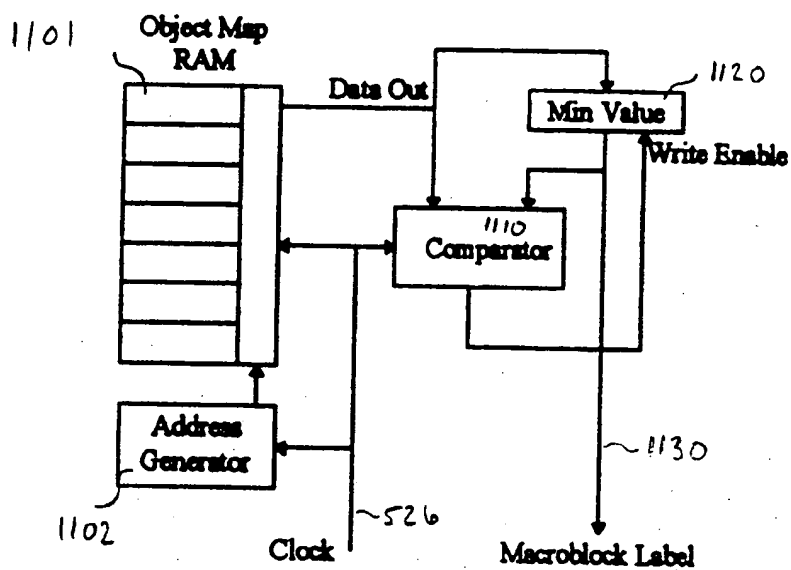 1101
Object Map
RAM
Data Out
1120
Min Value
Write Enable
1110
Comparator
Address
Generator
1102
526
1130
Clock
Macroblock Label